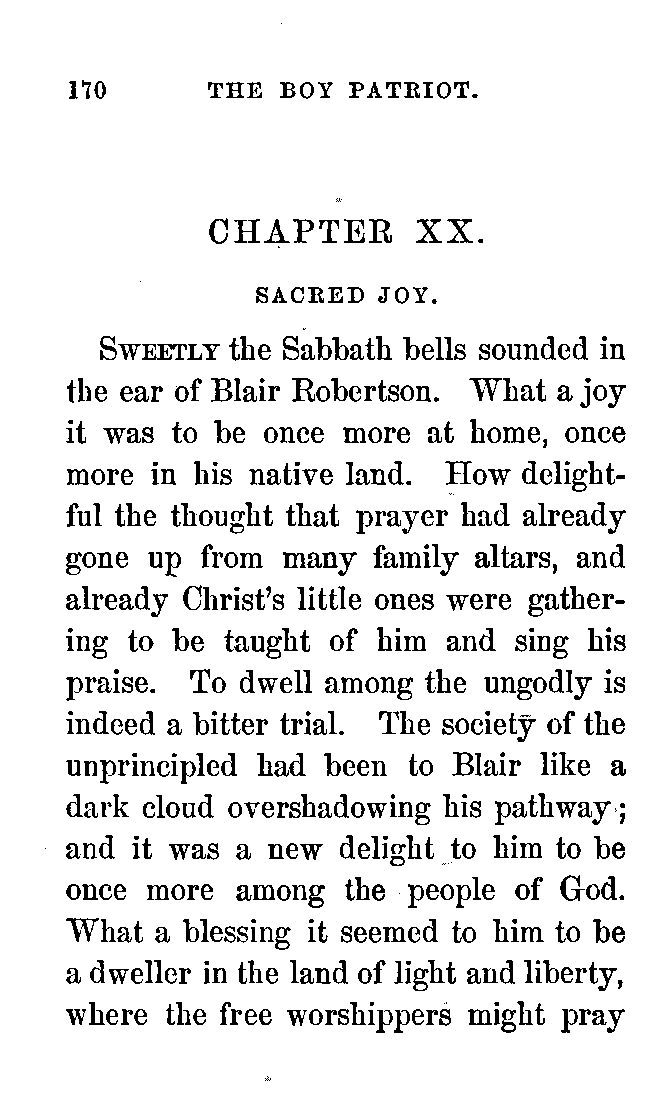 170 THE BOY PATRIOT.
CHAPTER XX.
SACRED JOY.
SWEETLY the Sabbath bells sounded in
the ear of Blair Robertson. What a joy
it was to be once more at home, once
more in his native land. How delight-
ful the thought that prayer had already
gone up from many family altars, and
already Christ's little ones were gather-
ing to be taught of him and sing his
praise. To dwell among the ungodly is
indeed a bitter trial. The society of the
unprincipled had been to Blair like a
dark cloud overshadowing his pathway;
and it was a new delight to him to be
once more among the people of God.
What a blessing it seemed to him to be
a dweller in the land of light and liberty,
where the free worshippers might pray